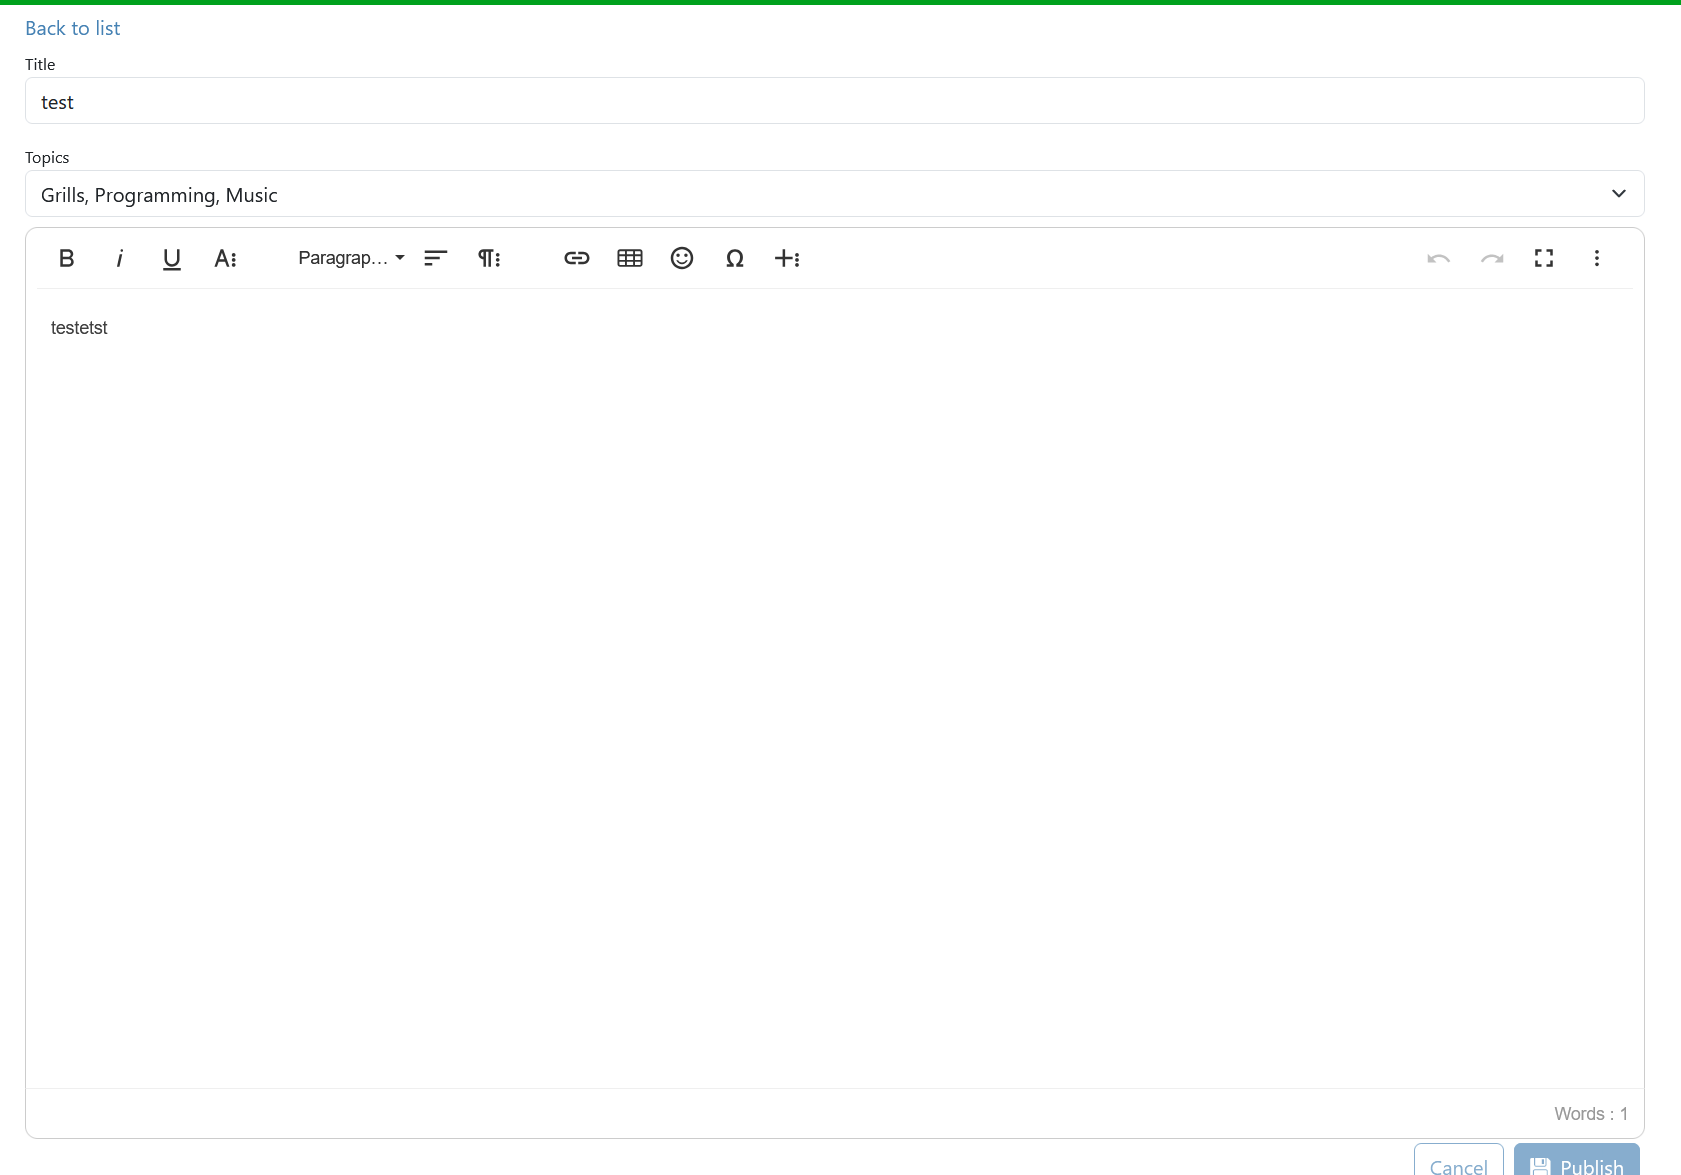 Back to list
Title
test
Topics
Grills, Programming, Music
B i U A Paragrap... ¶ Ω
testetst
Words : 1
Cancel Publish